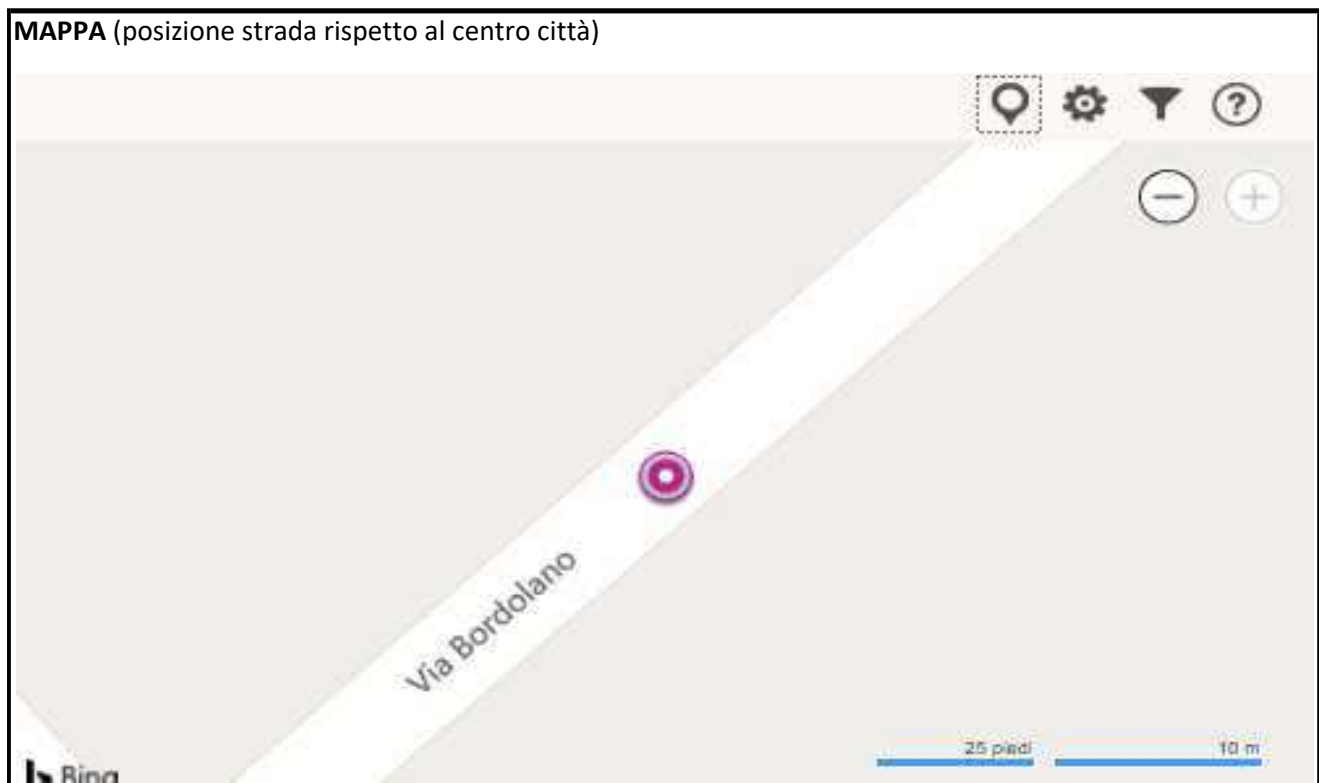 MAPPA (posizione strada rispetto al centro città)
?
Via Bordolano
25 piedi 10 m
Bing